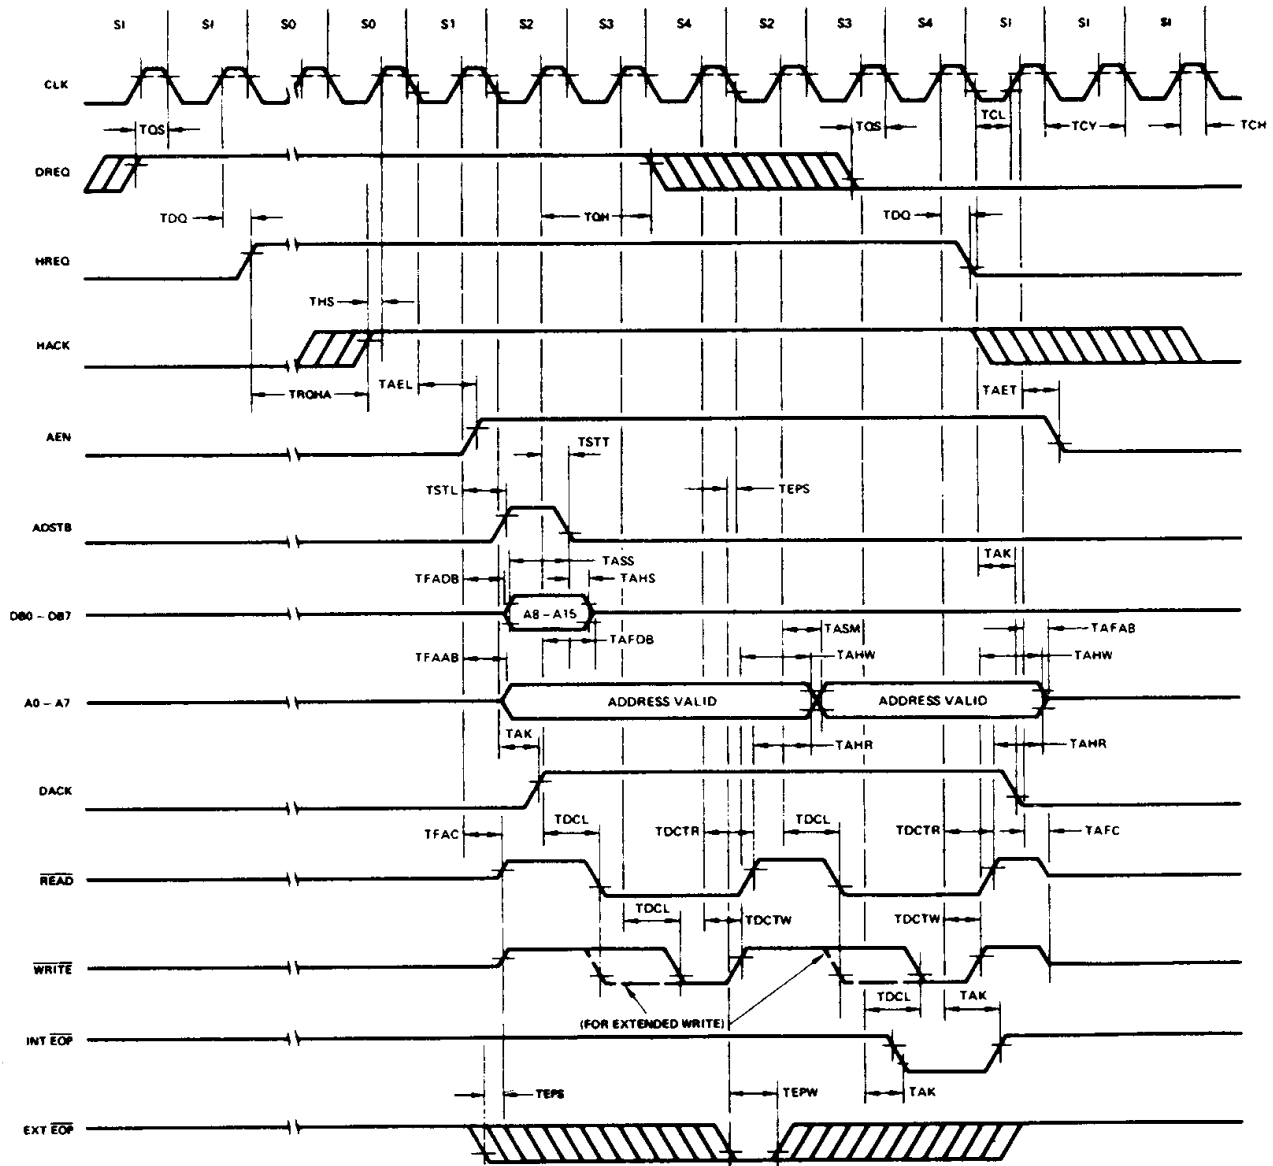 SI SI S0 S0 S1 S2 S3 S4 S2 S3 S4 SI SI SI
CLK
TQS TQS TCL TCY TCH
DREQ
TDQ TQH TDQ
HREQ
THS
HACK
TRQHA TAEL TAET
AEN
TSTT
TSTL TEPS
ADSTB
TASS TAK
TFADB TAHS
DB0 – DB7 A8 – A15
TAFDB TASM TAFAB
TFAAB TAHW TAHW
A0 – A7 ADDRESS VALID ADDRESS VALID
TAK TAHR TAHR
DACK
TFAC TDCL TDCTR TDCL TDCTR TAFC
READ
TDCL TDCTW TDCTW
WRITE
TDCL TAK
(FOR EXTENDED WRITE)
INT EOP
TEPS TEPW TAK
EXT EOP